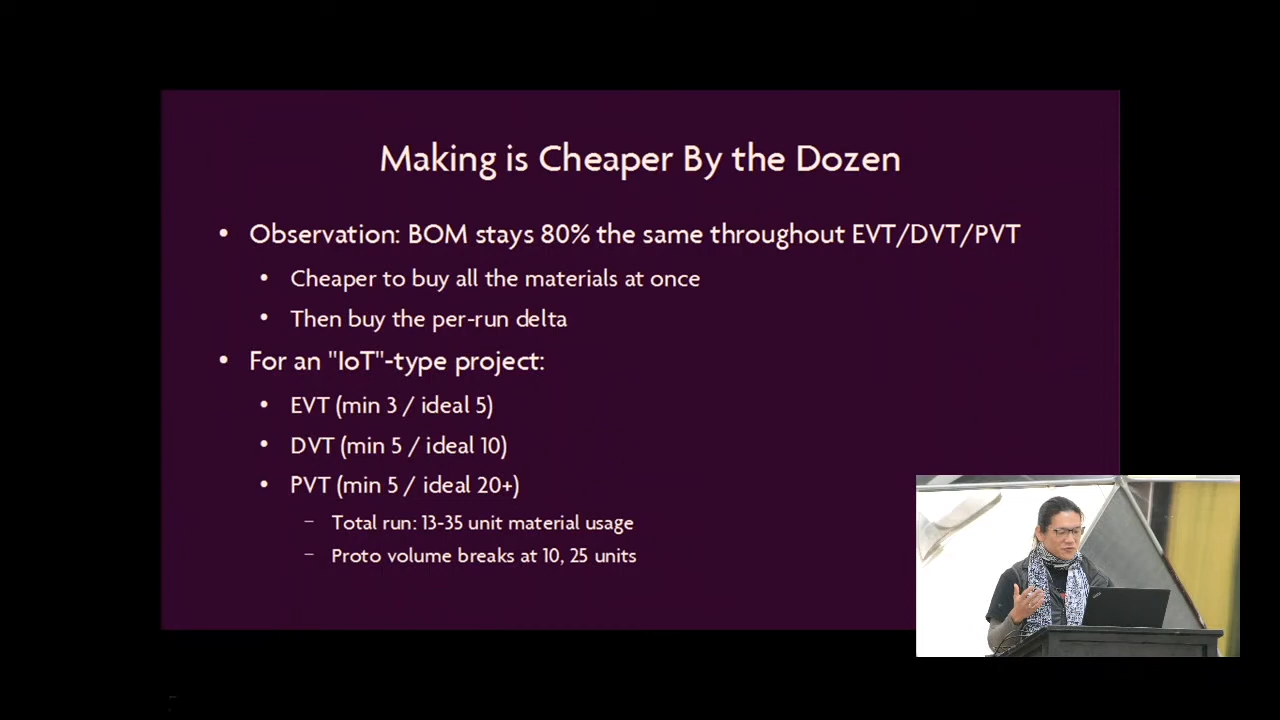 Making is Cheaper By the Dozen
• Observation: BOM stays 80% the same throughout EVT/DVT/PVT
• Cheaper to buy all the materials at once
• Then buy the per-run delta
• For an "IoT"-type project:
• EVT (min 3 / ideal 5)
• DVT (min 5 / ideal 10)
• PVT (min 5 / ideal 20+)
– Total run: 13-35 unit material usage
– Proto volume breaks at 10, 25 units